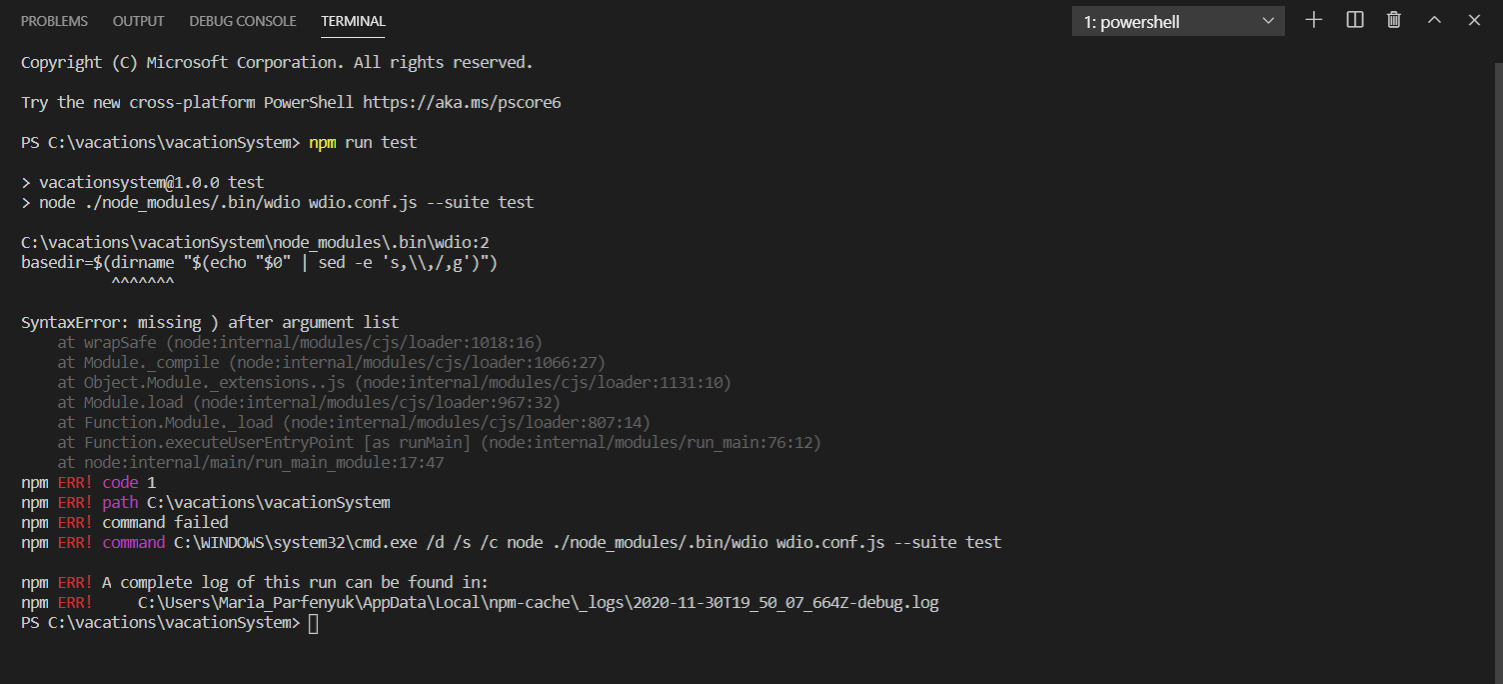 PROBLEMS OUTPUT DEBUG CONSOLE TERMINAL 1: powershell
Copyright (C) Microsoft Corporation. All rights reserved.
Try the new cross-platform PowerShell https://aka.ms/pscore6
PS C:\vacations\vacationSystem> npm run test
> vacationsystem@1.0.0 test
> node ./node_modules/.bin/wdio wdio.conf.js --suite test
C:\vacations\vacationSystem\node_modules\.bin\wdio:2
basedir=$(dirname "$(echo "$0" | sed -e 's,\\,/,g')")
          ^^^^^^^
SyntaxError: missing ) after argument list
    at wrapSafe (node:internal/modules/cjs/loader:1018:16)
    at Module._compile (node:internal/modules/cjs/loader:1066:27)
    at Object.Module._extensions..js (node:internal/modules/cjs/loader:1131:10)
    at Module.load (node:internal/modules/cjs/loader:967:32)
    at Function.Module._load (node:internal/modules/cjs/loader:807:14)
    at Function.executeUserEntryPoint [as runMain] (node:internal/modules/run_main:76:12)
    at node:internal/main/run_main_module:17:47
npm ERR! code 1
npm ERR! path C:\vacations\vacationSystem
npm ERR! command failed
npm ERR! command C:\WINDOWS\system32\cmd.exe /d /s /c node ./node_modules/.bin/wdio wdio.conf.js --suite test
npm ERR! A complete log of this run can be found in:
npm ERR!     C:\Users\Maria_Parfenyuk\AppData\Local\npm-cache\_logs\2020-11-30T19_50_07_664Z-debug.log
PS C:\vacations\vacationSystem>